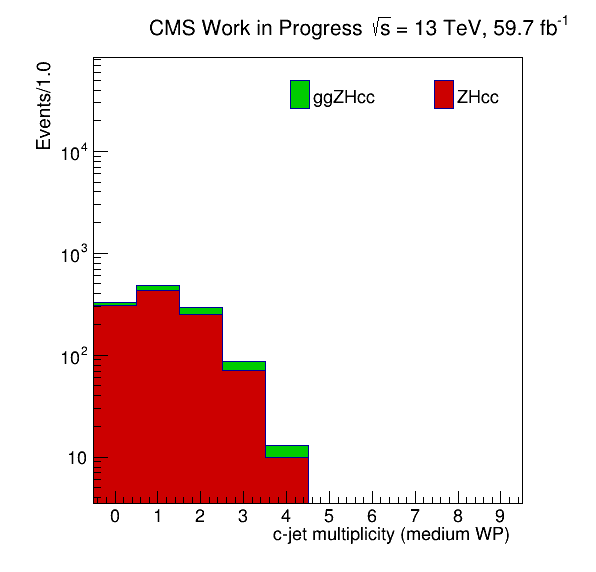 CMS Work in Progress √s = 13 TeV, 59.7 fb⁻¹
Events/1.0
ggZHcc
ZHcc
10⁴
10³
10²
10
0 1 2 3 4 5 6 7 8 9
c-jet multiplicity (medium WP)